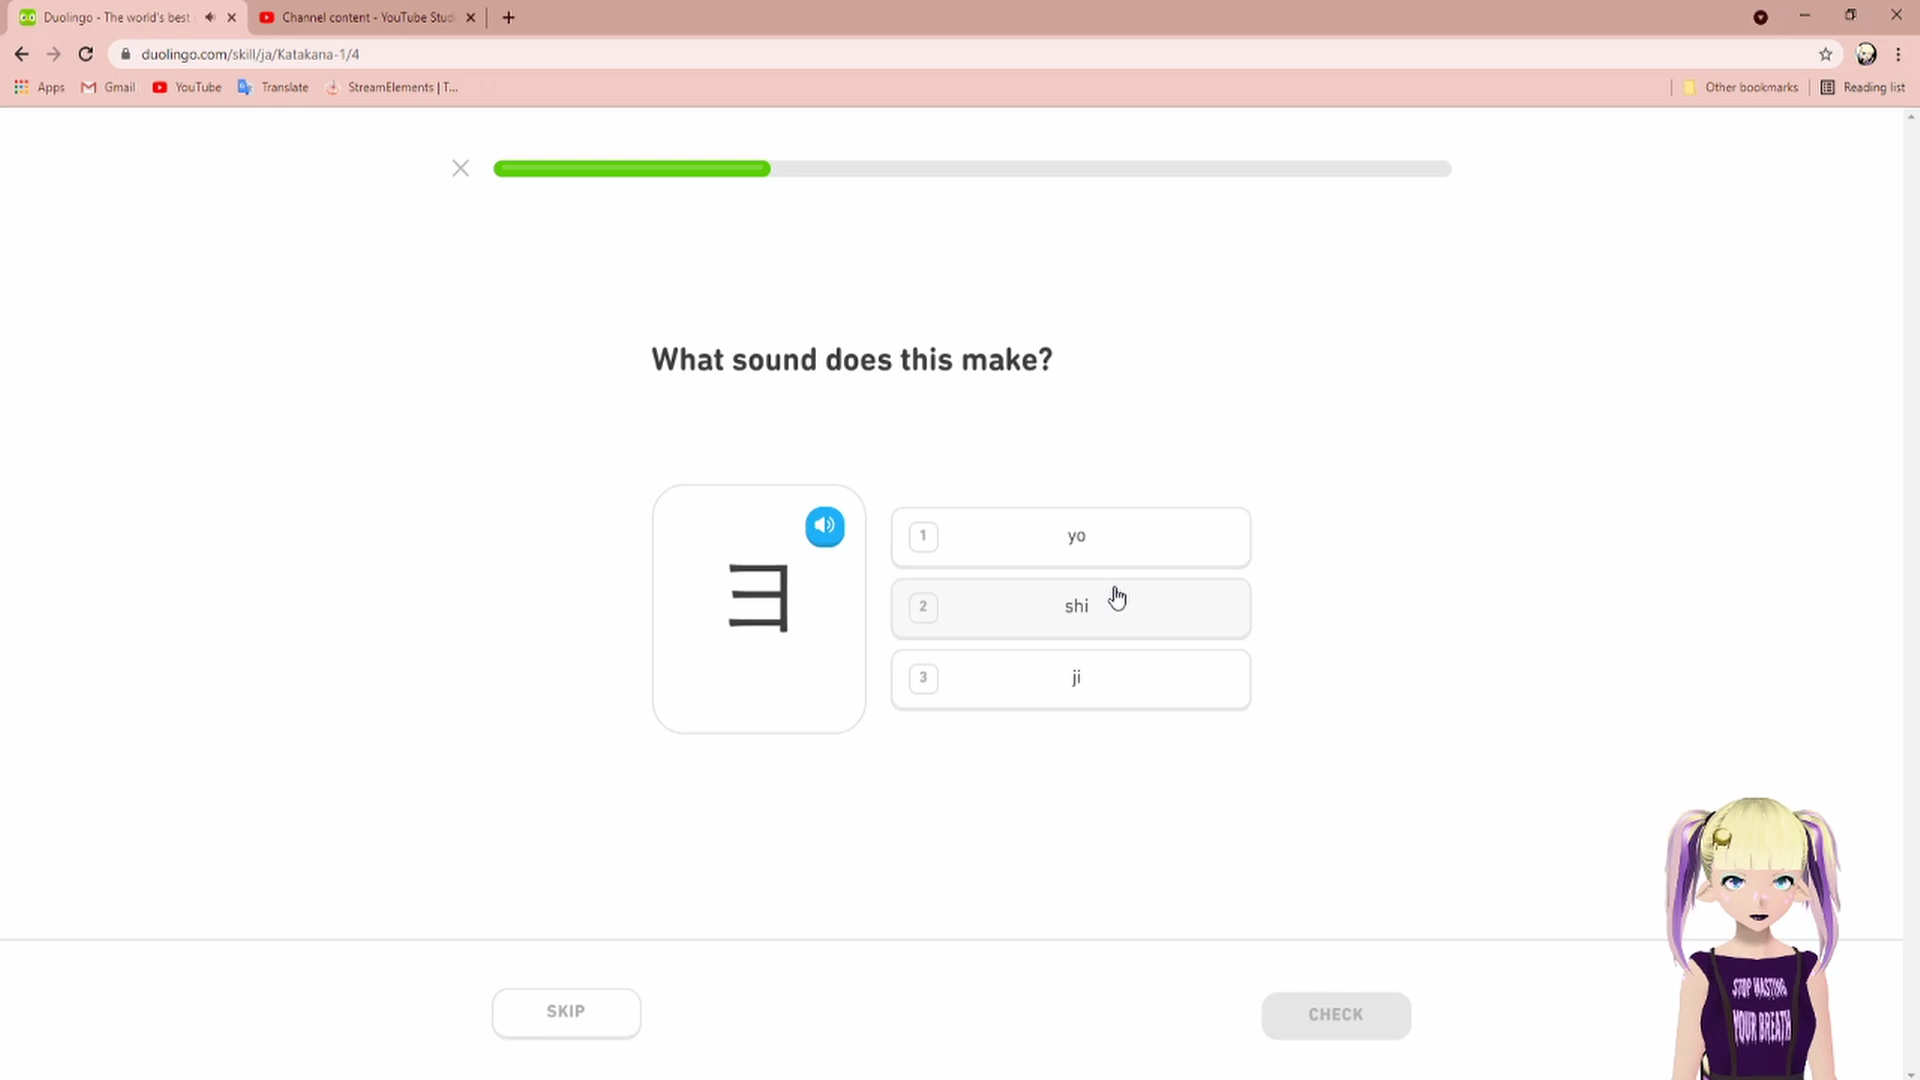 Duolingo - The world's best
Channel content - YouTube Stud
duolingo.com/skill/ja/Katakana-1/4
Apps
Gmail
YouTube
Translate
StreamElements | T...
Other bookmarks
Reading list
What sound does this make?
ヨ
1 yo
2 shi
3 ji
SKIP
CHECK
STOP WASTING
YOUR BREATH